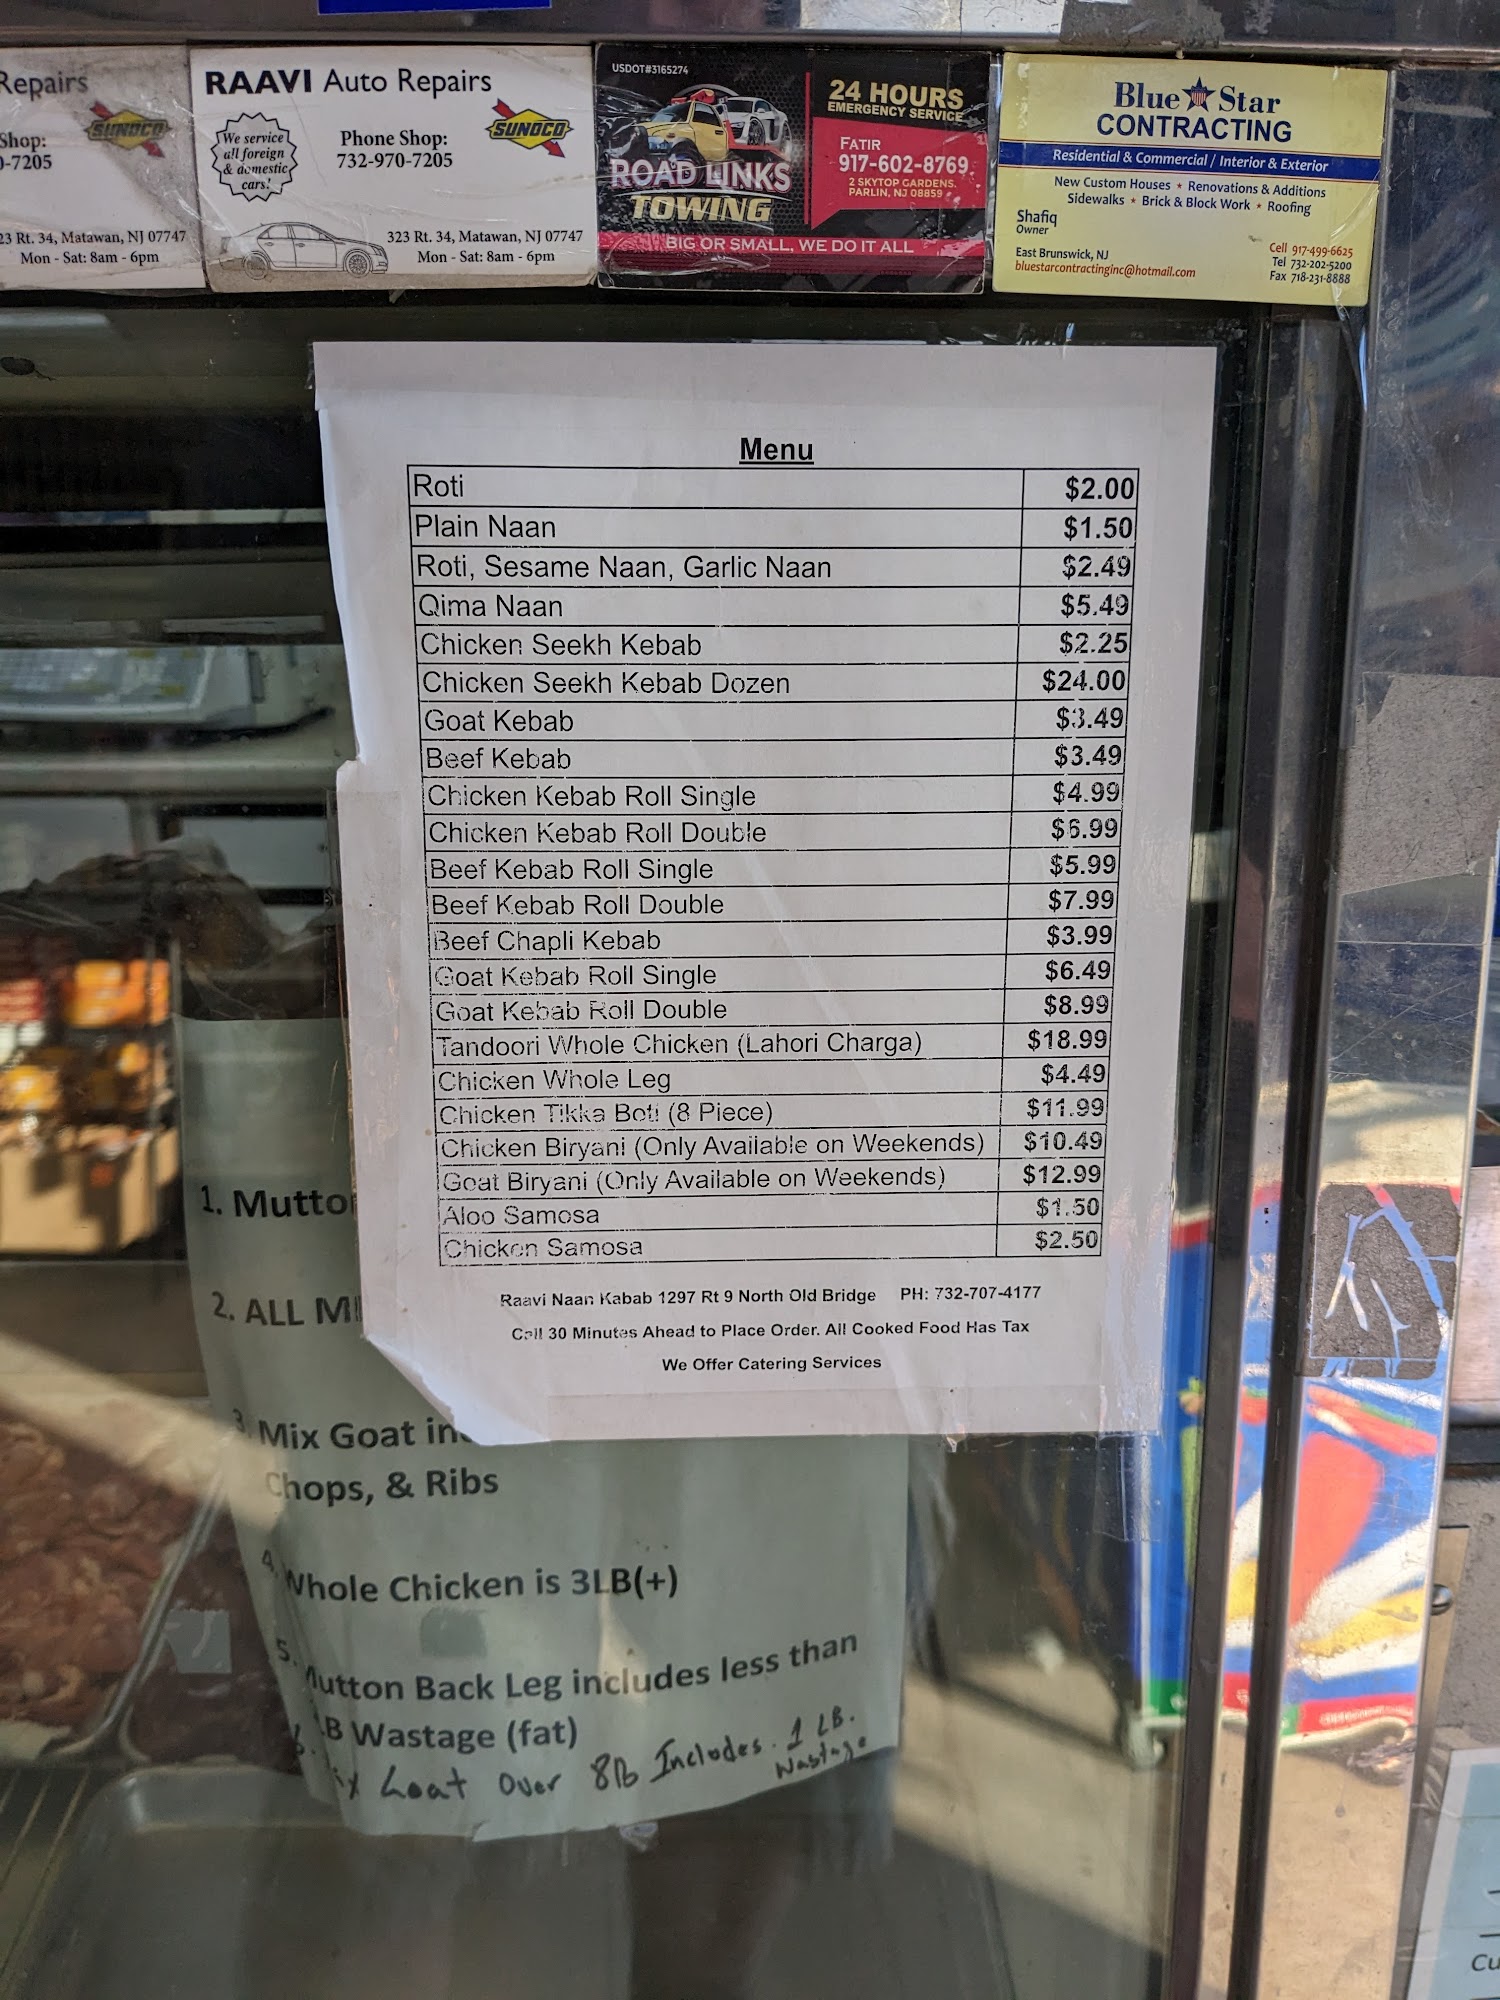 Repairs
SUNOCO
Shop:
0-7205
23 Rt. 34, Matawan, NJ 07747
Mon - Sat: 8am - 6pm
RAAVI Auto Repairs
We service
all foreign
& domestic
cars!
Phone Shop:
732-970-7205
SUNOCO
323 Rt. 34, Matawan, NJ 07747
Mon - Sat: 8am - 6pm
USDOT#3165274
ROAD LINKS
TOWING
24 HOURS
EMERGENCY SERVICE
FATIR
917-602-8769
2 SKYTOP GARDENS.
PARLIN, NJ 08859
BIG OR SMALL, WE DO IT ALL
Blue Star
CONTRACTING
Residential & Commercial / Interior & Exterior
New Custom Houses ★ Renovations & Additions
Sidewalks ★ Brick & Block Work ★ Roofing
Shafiq
Owner
East Brunswick, NJ
bluestarcontractinginc@hotmail.com
Cell 917-499-6625
Tel 732-202-5200
Fax 718-231-8888
Menu
Roti $2.00
Plain Naan $1.50
Roti, Sesame Naan, Garlic Naan $2.49
Qima Naan $5.49
Chicken Seekh Kebab $2.25
Chicken Seekh Kebab Dozen $24.00
Goat Kebab $3.49
Beef Kebab $3.49
Chicken Kebab Roll Single $4.99
Chicken Kebab Roll Double $6.99
Beef Kebab Roll Single $5.99
Beef Kebab Roll Double $7.99
Beef Chapli Kebab $3.99
Goat Kebab Roll Single $6.49
Goat Kebab Roll Double $8.99
Tandoori Whole Chicken (Lahori Charga) $18.99
Chicken Whole Leg $4.49
Chicken Tikka Boti (8 Piece) $11.99
Chicken Biryani (Only Available on Weekends) $10.49
Goat Biryani (Only Available on Weekends) $12.99
Aloo Samosa $1.50
Chicken Samosa $2.50
Raavi Naan Kabab 1297 Rt 9 North Old Bridge PH: 732-707-4177
Call 30 Minutes Ahead to Place Order. All Cooked Food Has Tax
We Offer Catering Services
1. Mutto
2. ALL MI
3. Mix Goat in
Chops, & Ribs
4. Whole Chicken is 3LB(+)
5. Mutton Back Leg includes less than
LB Wastage (fat)
6. ix Goat over 8lb Includes. 1 LB.
Wastage
Cu